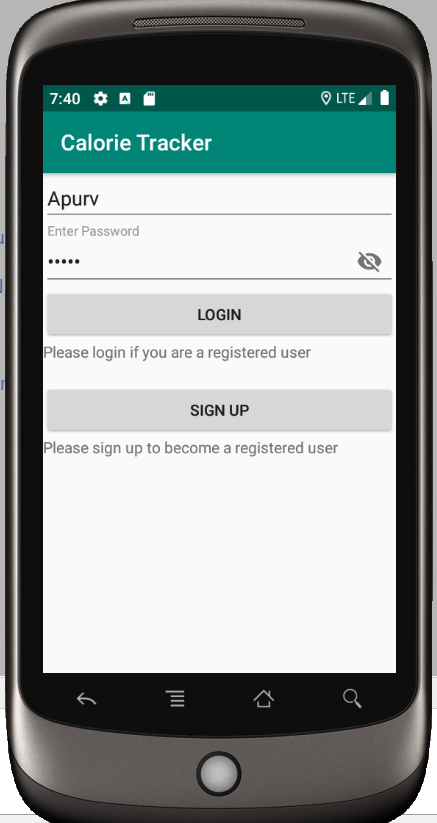 7:40 A LTE
Calorie Tracker
Apurv
Enter Password
•••••
LOGIN
Please login if you are a registered user
SIGN UP
Please sign up to become a registered user